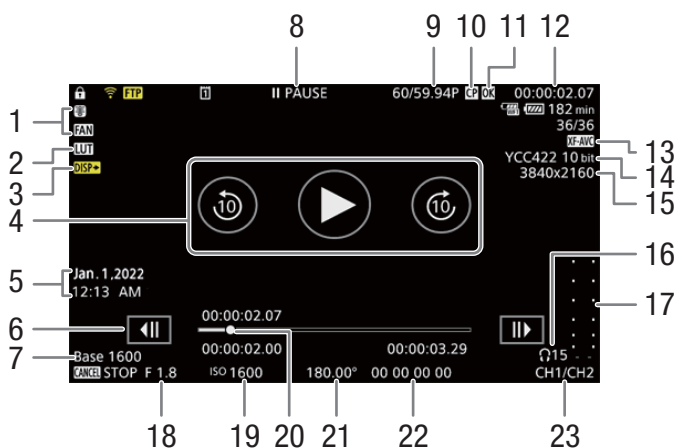 8 9 10 11 12
FTP 1 II PAUSE 60/59.94P CP OK 00:00:02.07
182 min
1 36/36
FAN XF-AVC 13
2 LUT YCC422 10 bit 14
3 DISP 3840x2160 15
4 10 10
16
17
5 Jan. 1,2022
12:13 AM
6 00:00:02.07
00:00:02.00 00:00:03.29
7 Base 1600 15
CANCEL STOP F 1.8 ISO 1600 180.00° 00 00 00 00 CH1/CH2
18 19 20 21 22 23